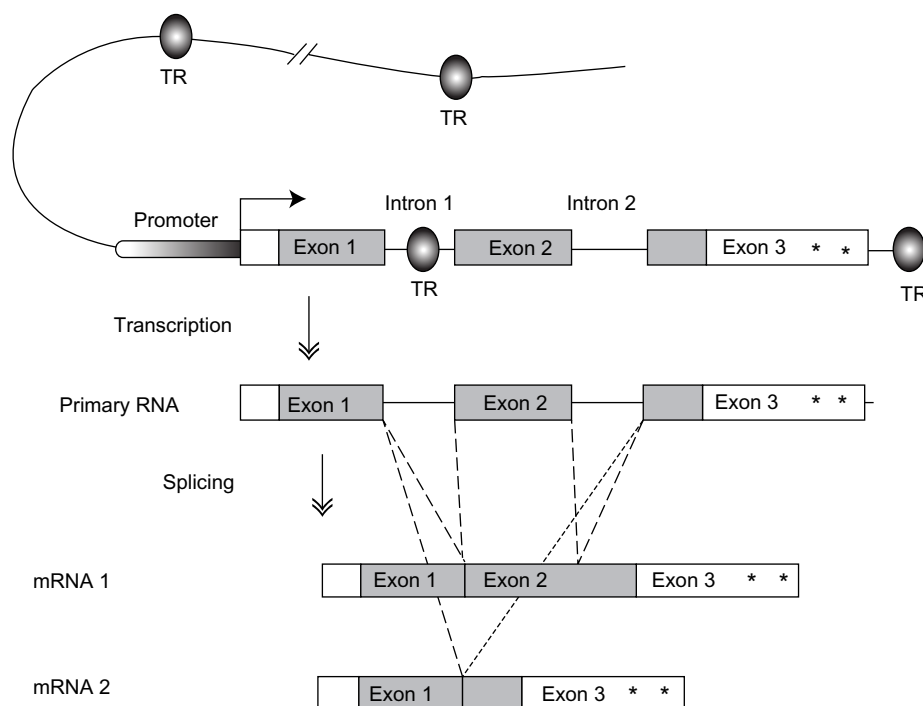 TR
TR
Promoter
Intron 1
Intron 2
Exon 1
Exon 2
Exon 3 * *
TR
TR
Transcription
Primary RNA
Exon 1
Exon 2
Exon 3 * *
Splicing
mRNA 1
Exon 1
Exon 2
Exon 3 * *
mRNA 2
Exon 1
Exon 3 * *